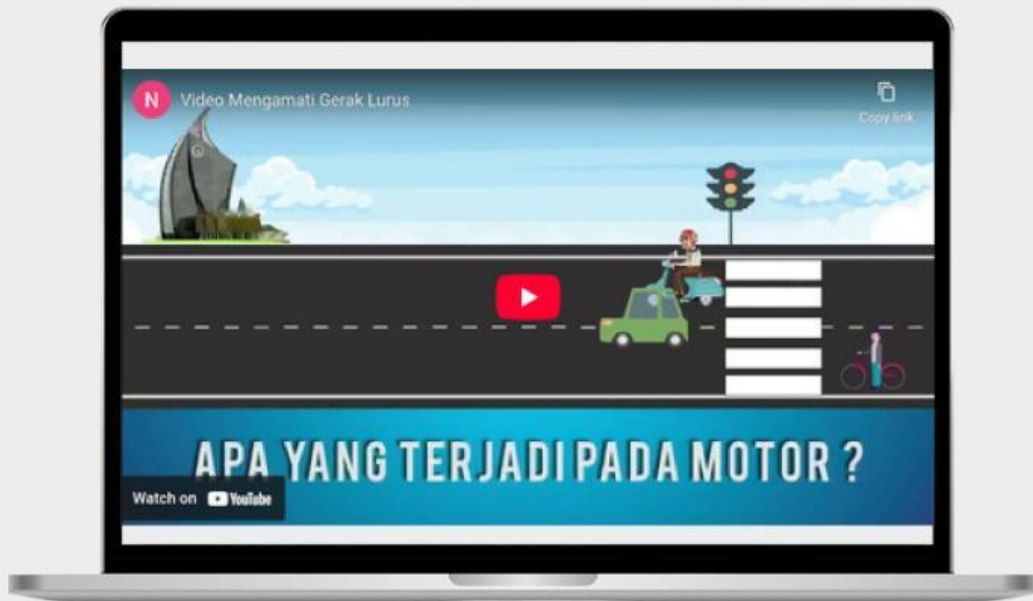 N Video Mengamati Gerak Lurus
Copy link
APA YANG TERJADI PADA MOTOR ?
Watch on YouTube